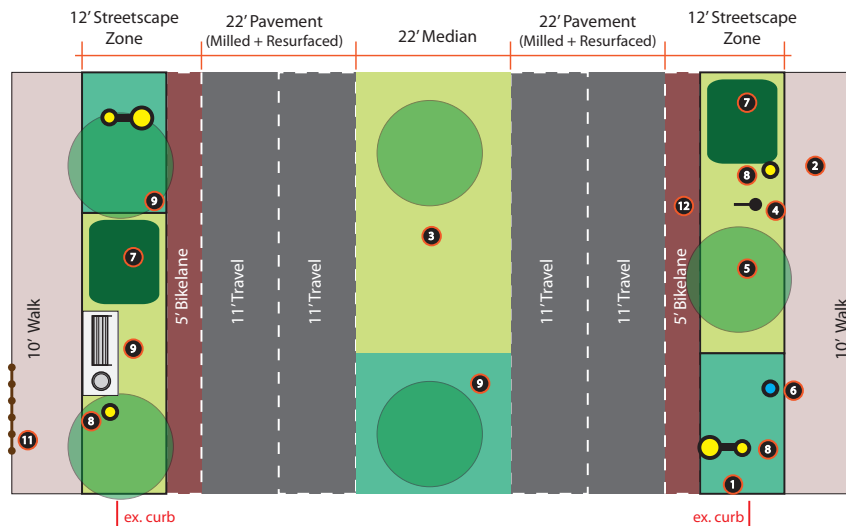 12’ Streetscape
Zone
22’ Pavement
(Milled + Resurfaced)
22’ Median
22’ Pavement
(Milled + Resurfaced)
12’ Streetscape
Zone
10’ Walk
9
7
9
8
11
5’ Bikelane
11’ Travel
11’ Travel
3
9
11’ Travel
11’ Travel
5’ Bikelane
12
7
8
2
4
5
6
8
1
10’ Walk
ex. curb
ex. curb